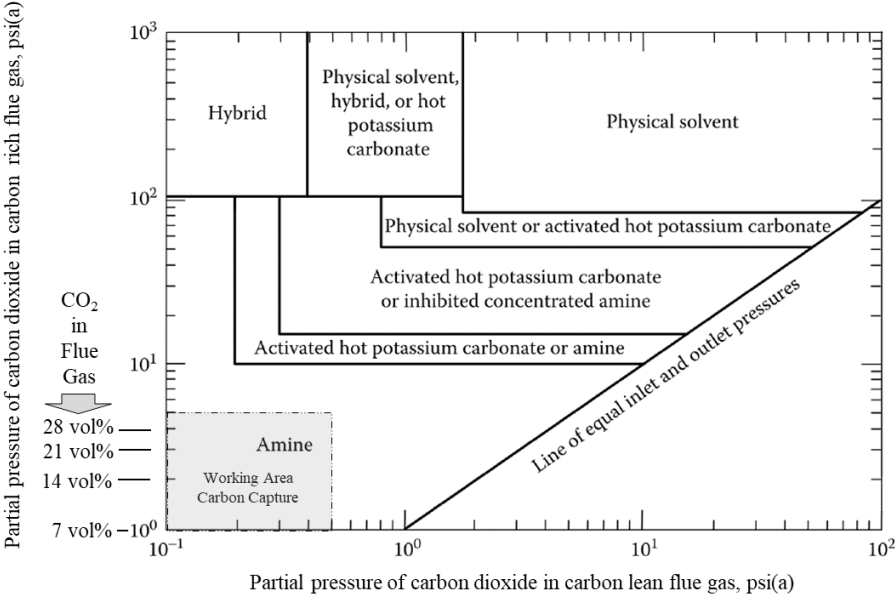 Partial pressure of carbon dioxide in carbon rich flue gas, psi(a)
10³
Hybrid
Physical solvent,
hybrid, or hot
potassium
carbonate
Physical solvent
10²
Physical solvent or activated hot potassium carbonate
Activated hot potassium carbonate
or inhibited concentrated amine
Activated hot potassium carbonate or amine
10¹
Line of equal inlet and outlet pressures
CO₂
in
Flue
Gas
28 vol%
21 vol%
14 vol%
7 vol%
10⁰
Amine
Working Area
Carbon Capture
10⁻¹
10⁰
10¹
10²
Partial pressure of carbon dioxide in carbon lean flue gas, psi(a)